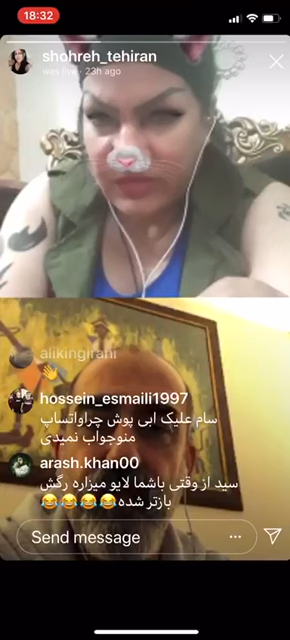 18:32
shohreh_tehiran
was live · 23h ago
alikingirani
👋
hossein_esmaili1997
سام علیک ابی پوش چراواتساپ
منوجواب نمیدی
arash.khan00
سید از وقتی باشما لایو میزاره رگش
بازتر شده😂😂😂😂
Send message